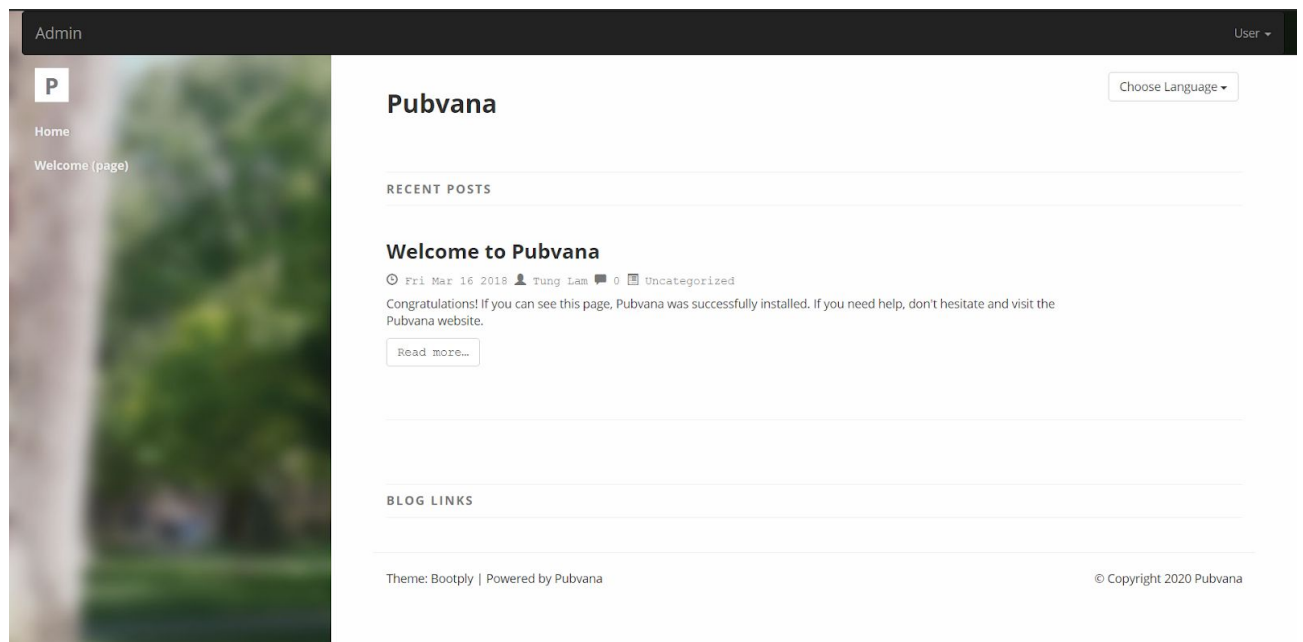 Admin
User
P
Home
Welcome (page)
Choose Language
Pubvana
RECENT POSTS
Welcome to Pubvana
Fri Mar 16 2018 Tung Lam 0 Uncategorized
Congratulations! If you can see this page, Pubvana was successfully installed. If you need help, don't hesitate and visit the
Pubvana website.
Read more…
BLOG LINKS
Theme: Bootply | Powered by Pubvana
© Copyright 2020 Pubvana